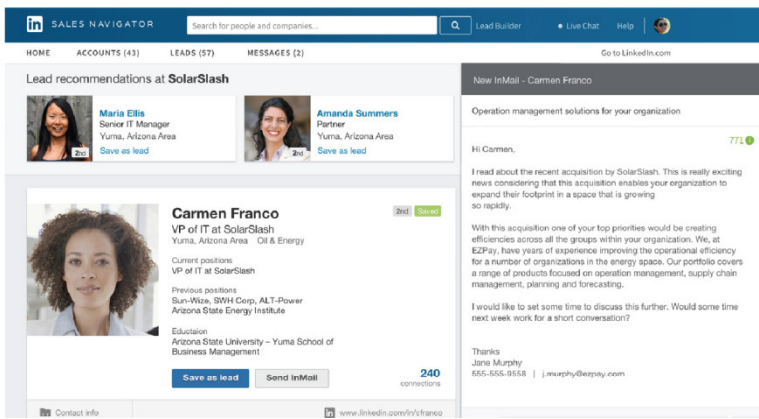 in SALES NAVIGATOR
Search for people and companies...
Lead Builder
Live Chat
Help
HOME
ACCOUNTS (43)
LEADS (57)
MESSAGES (2)
Go to LinkedIn.com
Lead recommendations at SolarSlash
Maria Ellis
Senior IT Manager
Yuma, Arizona Area
Save as lead
2nd
Amanda Summers
Partner
Yuma, Arizona Area
Save as lead
2nd
Carmen Franco
2nd
Saved
VP of IT at SolarSlash
Yuma, Arizona Area Oil & Energy
Current positions
VP of IT at SolarSlash
Previous positions
Sun-Wize, SWH Corp, ALT-Power
Arizona State Energy Institute
Eductaion
Arizona State University – Yuma School of
Business Management
Save as lead
Send InMail
240
connections
Contact info
in www.linkedin.com/in/cfranco
New InMail - Carmen Franco
Operation management solutions for your organization
771
Hi Carmen,
I read about the recent acquisition by SolarSlash. This is really exciting
news considering that this acquisition enables your organization to
expand their footprint in a space that is growing
so rapidly.
With this acquisition one of your top priorities would be creating
efficiencies across all the groups within your organization. We, at
EZPay, have years of experience improving the operational efficiency
for a number of organizations in the energy space. Our portfolio covers
a range of products focused on operation management, supply chain
management, planning and forecasting.
I would like to set some time to discuss this further. Would some time
next week work for a short conversation?
Thanks
Jane Murphy
555-555-9558 | j.murphy@ezpay.com